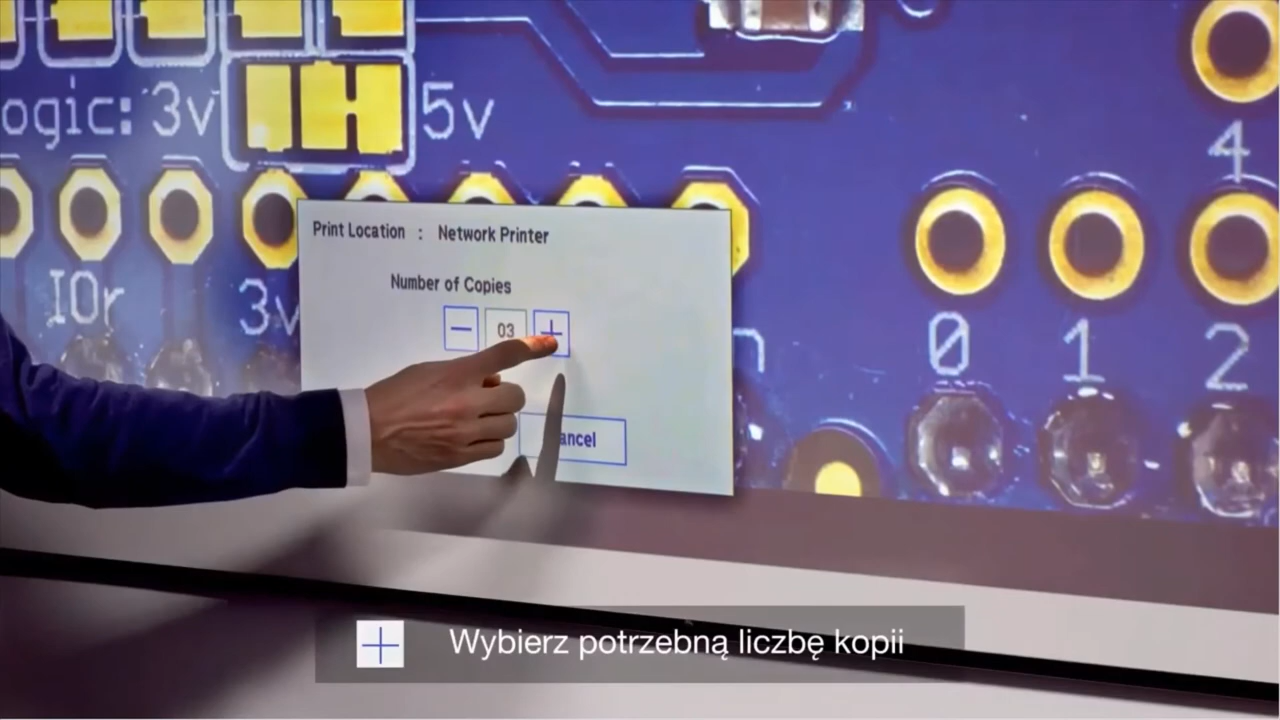 ogic: 3v
5v
4
Print Location : Network Printer
Number of Copies
03
IOr
3v
0
1
2
ancel
Wybierz potrzebną liczbę kopii